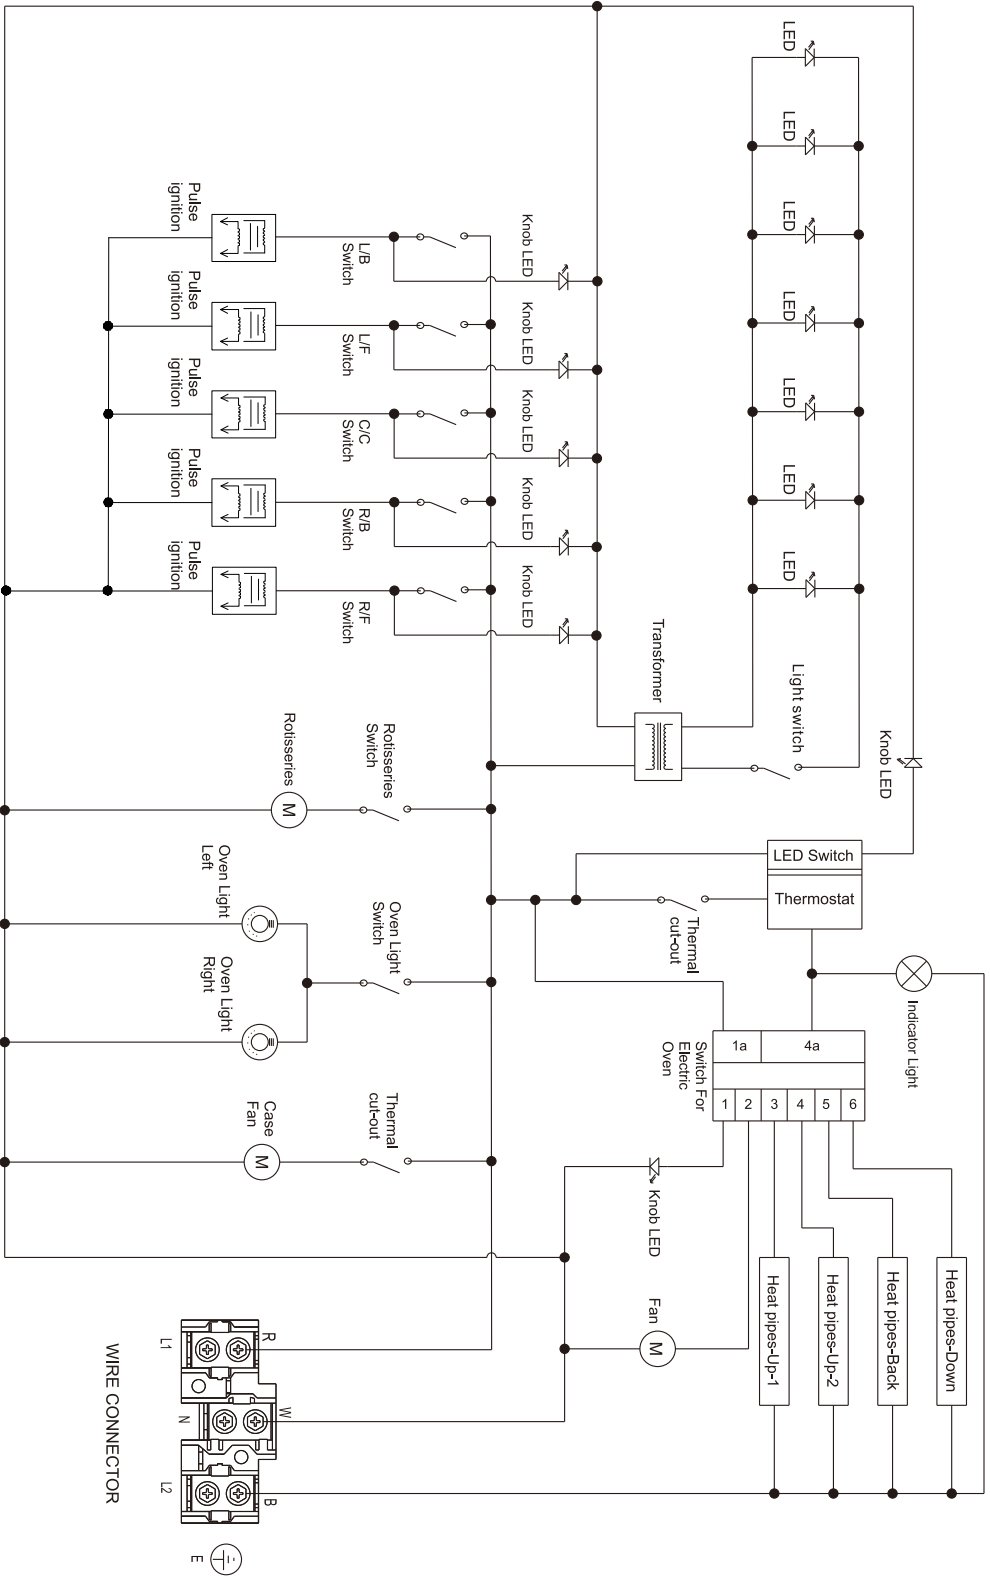 LED
LED
LED
LED
LED
LED
LED
Knob LED
Knob LED
Knob LED
Knob LED
Knob LED
Pulse
ignition
Pulse
ignition
Pulse
ignition
Pulse
ignition
Pulse
ignition
L/B
Switch
L/F
Switch
C/C
Switch
R/B
Switch
R/F
Switch
Transformer
Light switch
Knob LED
Rotisseries
Rotisseries
Switch
M
LED Switch
Thermostat
Thermal
cut-out
Oven Light
Left
Oven Light
Right
Oven Light
Switch
Indicator Light
1a
4a
Switch For
Electric
Oven
1
2
3
4
5
6
Case
Fan
M
Thermal
cut-out
Knob LED
Fan
M
Heat pipes-Up-1
Heat pipes-Up-2
Heat pipes-Back
Heat pipes-Down
WIRE CONNECTOR
L1
R
N
W
L2
B
E